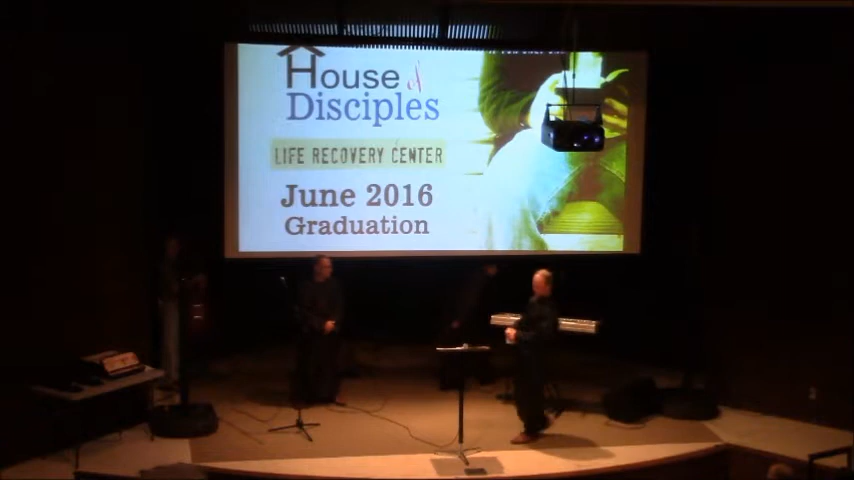 House of
Disciples
LIFE RECOVERY CENTER
June 2016
Graduation